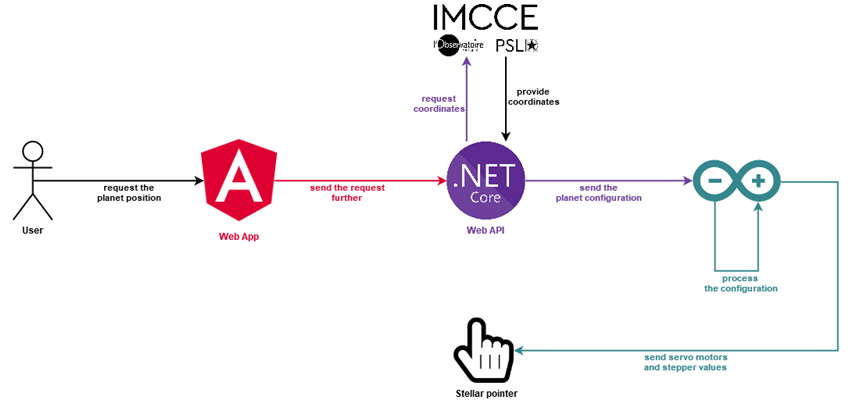 IMCCE
l'Observatoire
PSL
request
coordinates
provide
coordinates
request the
planet position
A
send the request
further
.NET
Core
send the
planet configuration
User
Web App
Web API
process
the configuration
send servo motors
and stepper values
Stellar pointer